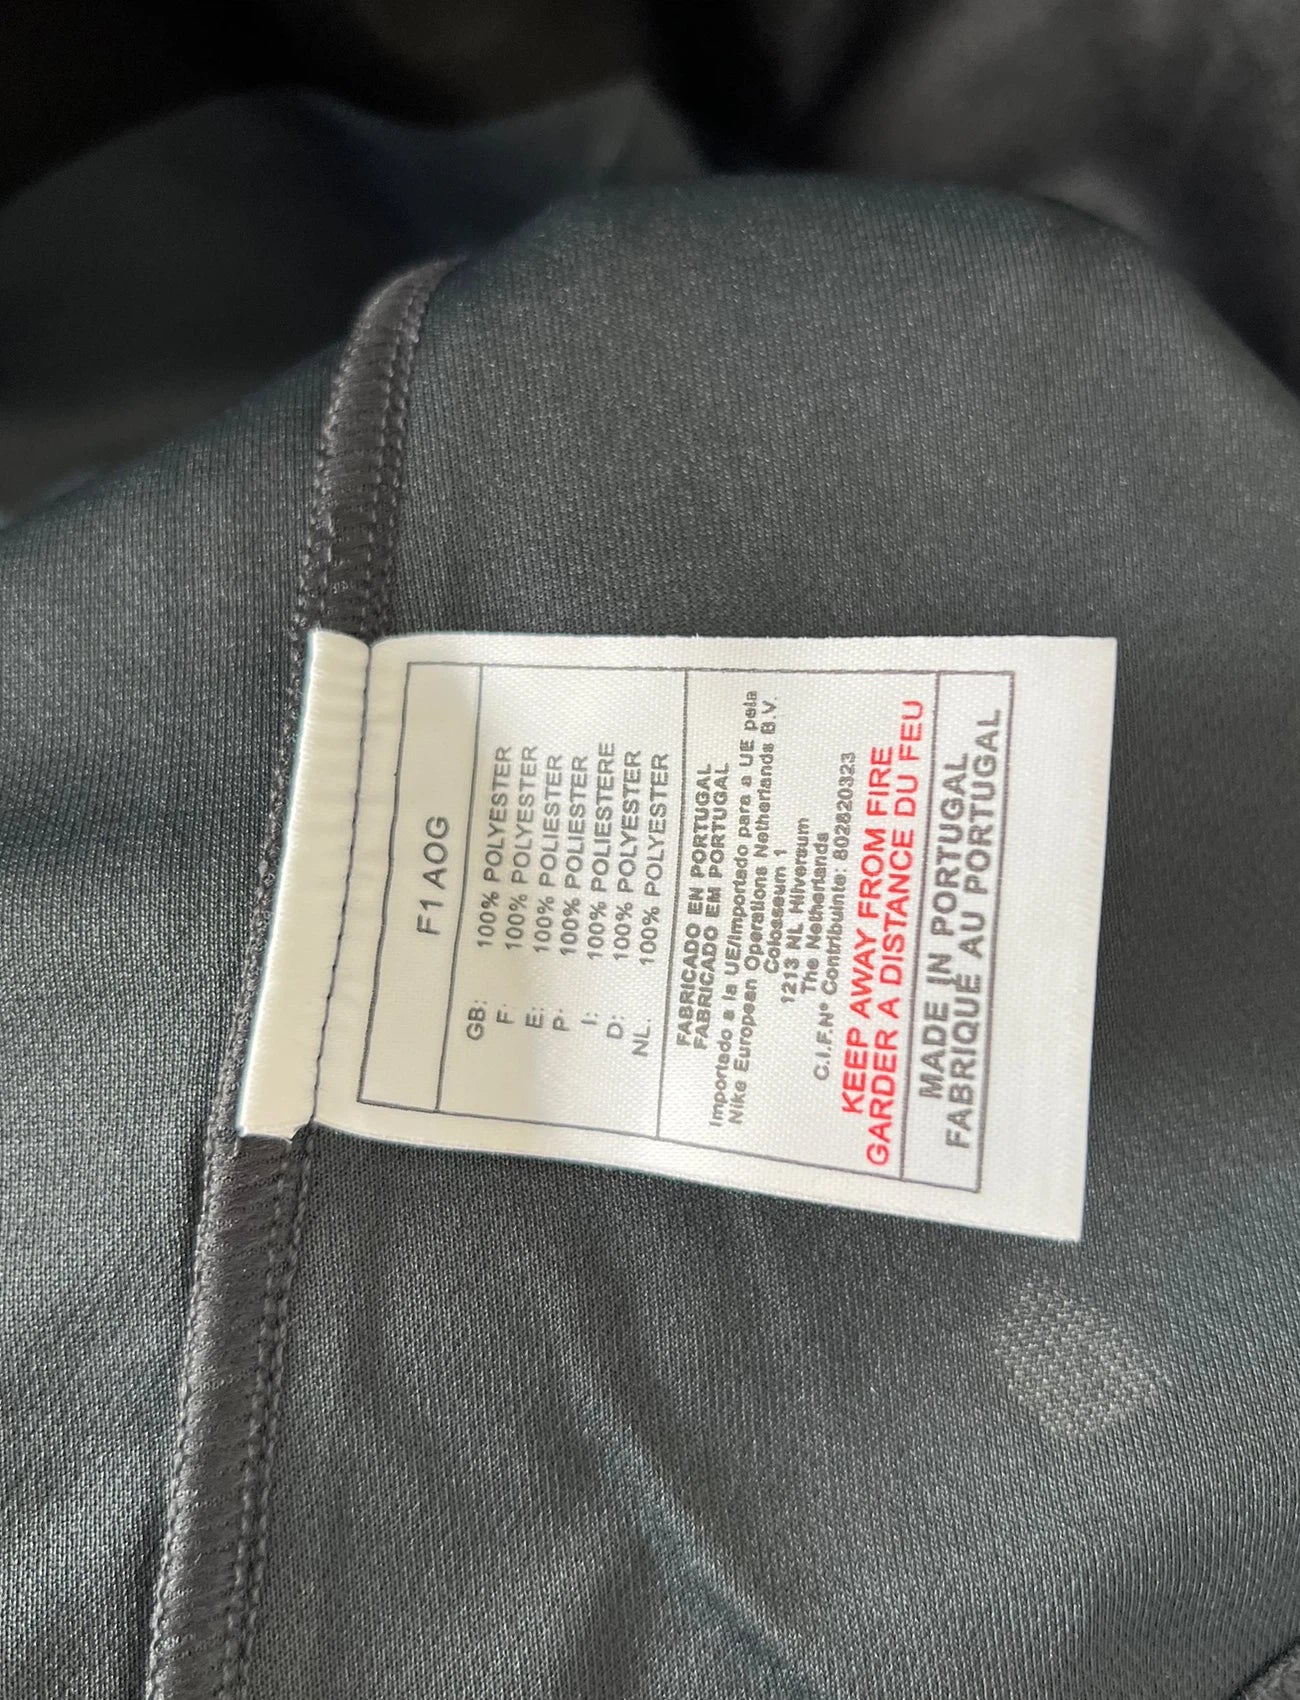 F1 AOG
GB: 100% POLYESTER
F: 100% POLYESTER
E: 100% POLIESTER
P: 100% POLIESTER
I: 100% POLIESTERE
D: 100% POLYESTER
NL. 100% POLYESTER
FABRICADO EN PORTUGAL
FABRICADO EM PORTUGAL
Importado a la UE/Importado para a UE pela
Nike European Operations Netherlands B.V.
Colosseum 1
1213 NL Hilversum
The Netherlands
C.I.F.Nº Contribuinte: 802820323
KEEP AWAY FROM FIRE
GARDER A DISTANCE DU FEU
MADE IN PORTUGAL
FABRIQUÉ AU PORTUGAL